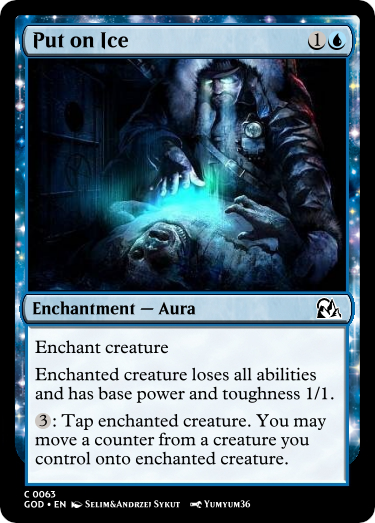 Put on Ice
1
Enchantment — Aura
Enchant creature
Enchanted creature loses all abilities
and has base power and toughness 1/1.
3: Tap enchanted creature. You may
move a counter from a creature you
control onto enchanted creature.
C 0063
GOD • EN Selim&Andrzej Sykut Yumyum36